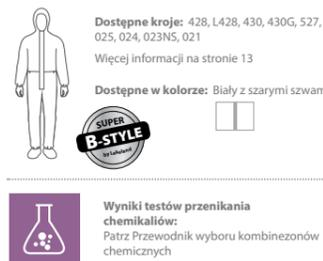 Dostępne kroje: 428, L428, 430, 430G, 527,
025, 024, 023NS, 021
Więcej informacji na stronie 13
Dostępne w kolorze: Biały z szarymi szwam
SUPER
B-STYLE
by Lakeland
Wyniki testów przenikania
chemikaliów:
Patrz Przewodnik wyboru kombinezonów
chemicznych